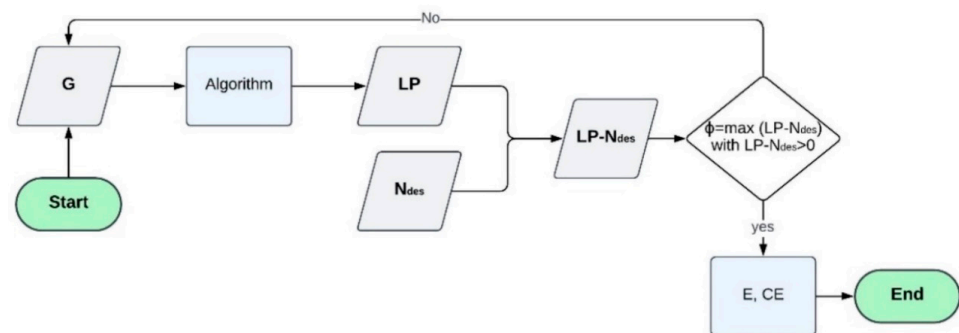 No
G
Algorithm
LP
LP-Ndes
ϕ=max (LP-Ndes)
with LP-Ndes>0
Ndes
Start
yes
E, CE
End